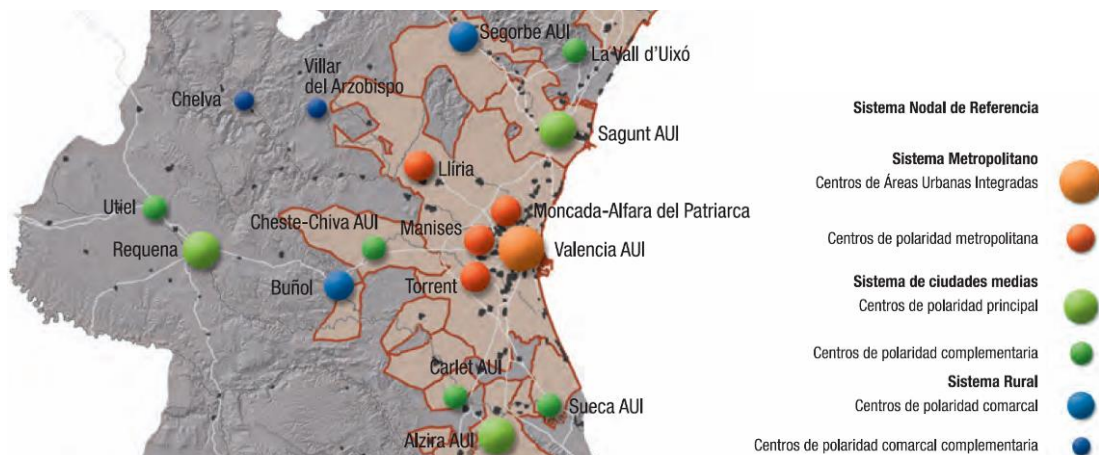 Segorbe AUI
La Vall d'Uixó
Villar
del Arzobispo
Chelva
Sagunt AUI
Llíria
Utiel
Moncada-Alfara del Patriarca
Cheste-Chiva AUI
Manises
Requena
Valencia AUI
Buñol
Torrent
Carlet AUI
Sueca AUI
Alzira AUI
Sistema Nodal de Referencia
Sistema Metropolitano
Centros de Áreas Urbanas Integradas
Centros de polaridad metropolitana
Sistema de ciudades medias
Centros de polaridad principal
Centros de polaridad complementaria
Sistema Rural
Centros de polaridad comarcal
Centros de polaridad comarcal complementaria